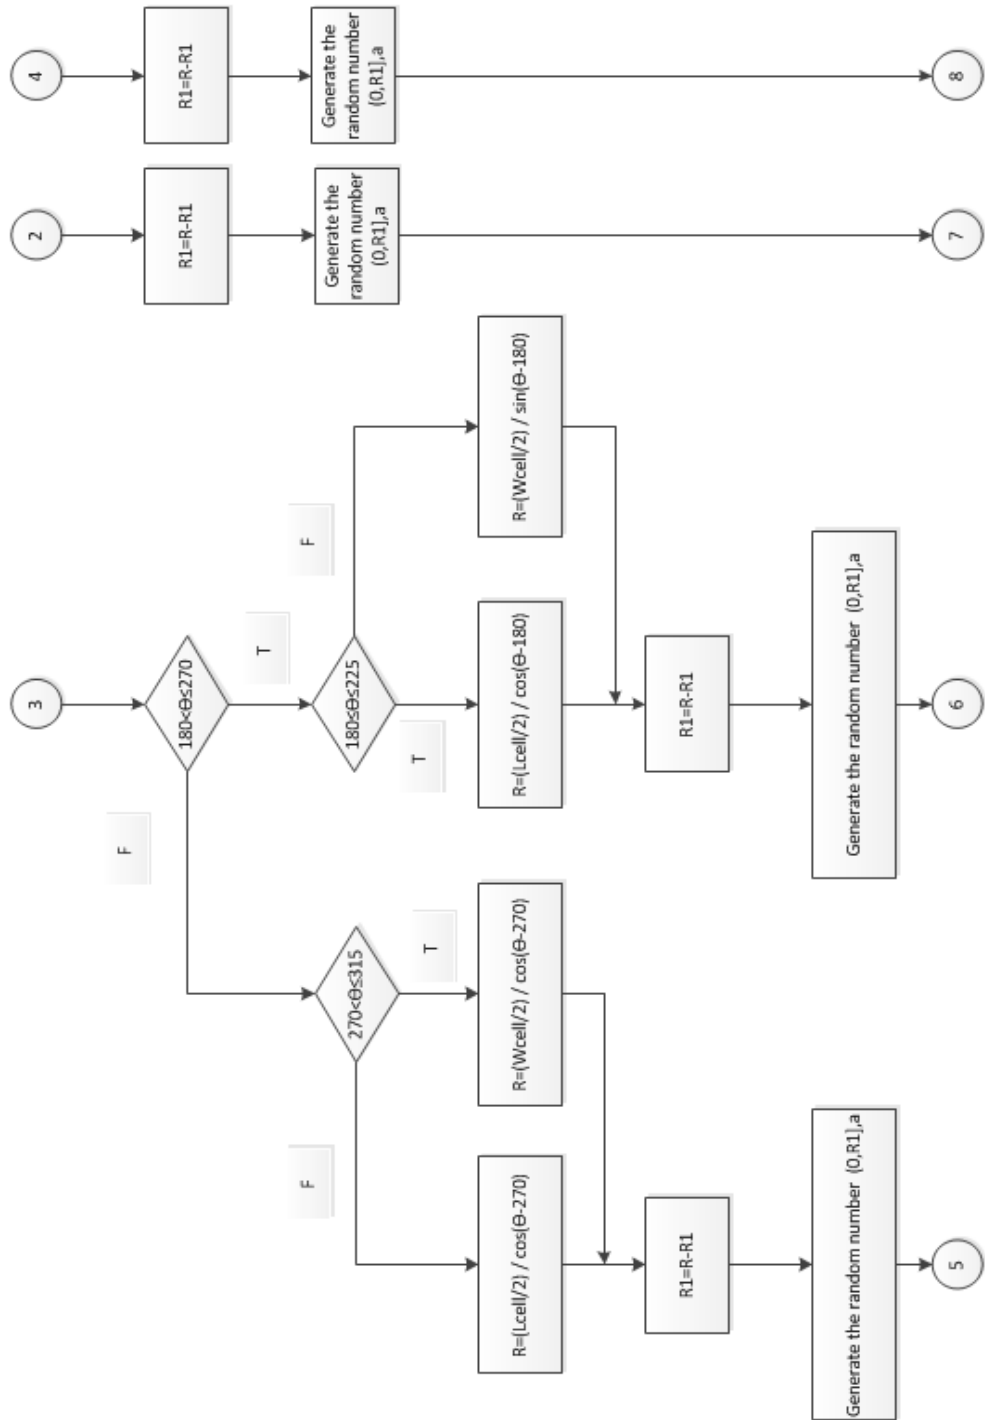 4
R1=R-R1
Generate the
random number
(0,R1],a
8
2
R1=R-R1
Generate the
random number
(0,R1],a
7
3
180<Θ≤270
F
T
180≤Θ≤225
F
T
R=(Wcell/2) / sin(Θ-180)
R=(Lcell/2) / cos(Θ-180)
R1=R-R1
Generate the random number (0,R1],a
6
270<Θ≤315
T
F
R=(Wcell/2) / cos(Θ-270)
R=(Lcell/2) / cos(Θ-270)
R1=R-R1
Generate the random number (0,R1],a
5